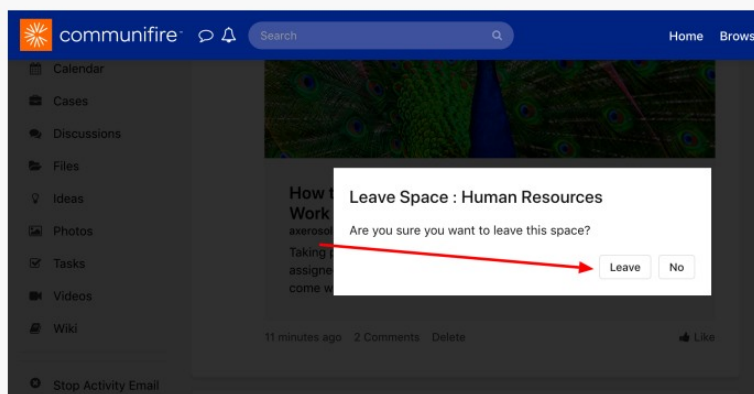 communifire
Search
Home
Brows
Calendar
Cases
Discussions
Files
Ideas
Photos
Tasks
Videos
Wiki
Stop Activity Email
How t
Work
axerosol
Taking p
assigne
come w
Leave Space : Human Resources
Are you sure you want to leave this space?
Leave
No
11 minutes ago 2 Comments Delete
Like